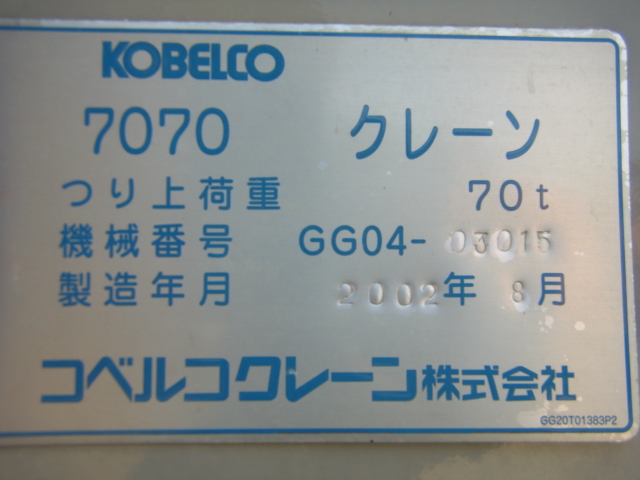 KOBELCO
7070 クレーン
つり上荷重 70t
機械番号 GG04-03015
製造年月 2002年 8月
コベルコクレーン株式会社
GG20T01383P2